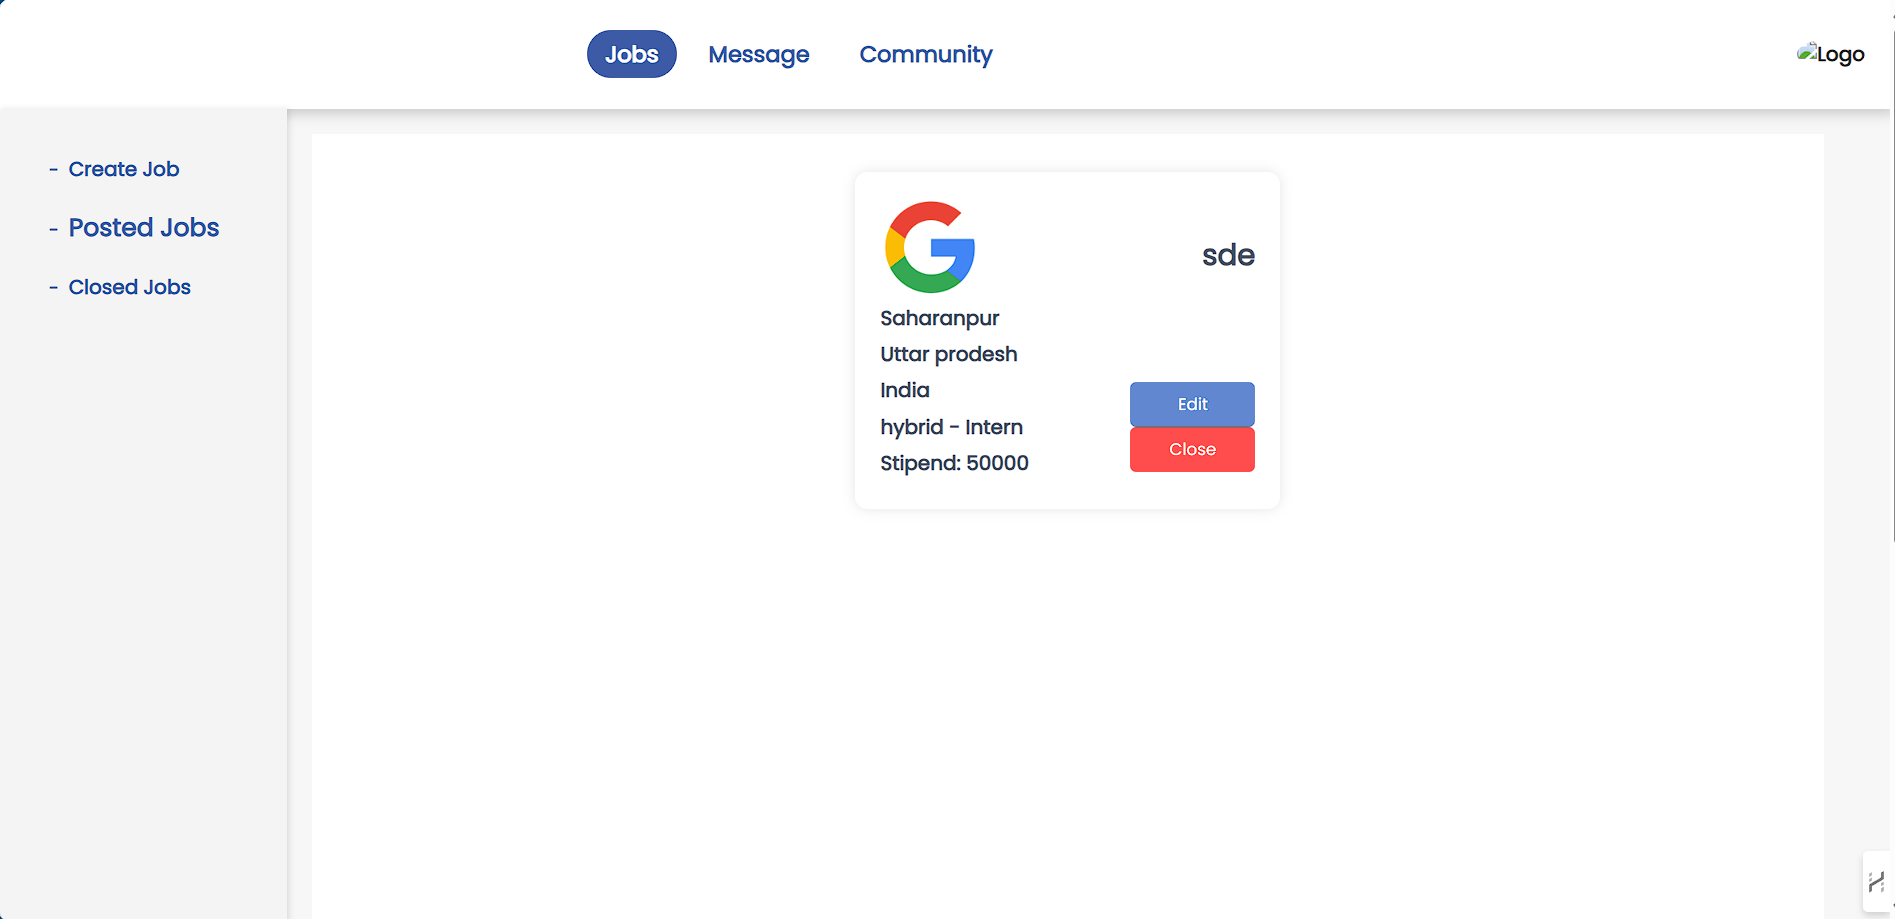 Jobs Message Community
Logo
- Create Job
- Posted Jobs
- Closed Jobs
sde
Saharanpur
Uttar prodesh
India
hybrid - Intern
Stipend: 50000
Edit
Close